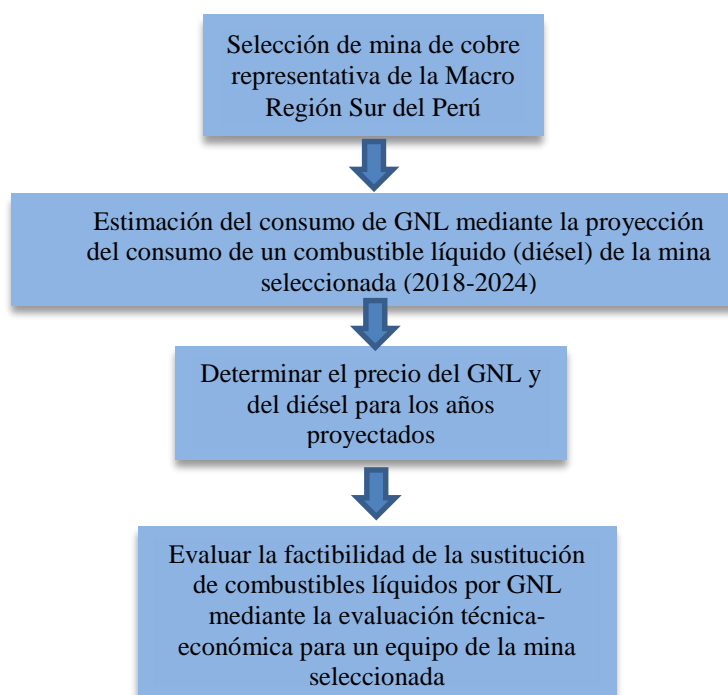 Selección de mina de cobre
representativa de la Macro
Región Sur del Perú
Estimación del consumo de GNL mediante la proyección
del consumo de un combustible líquido (diésel) de la mina
seleccionada (2018-2024)
Determinar el precio del GNL y
del diésel para los años
proyectados
Evaluar la factibilidad de la sustitución
de combustibles líquidos por GNL
mediante la evaluación técnica-
económica para un equipo de la mina
seleccionada